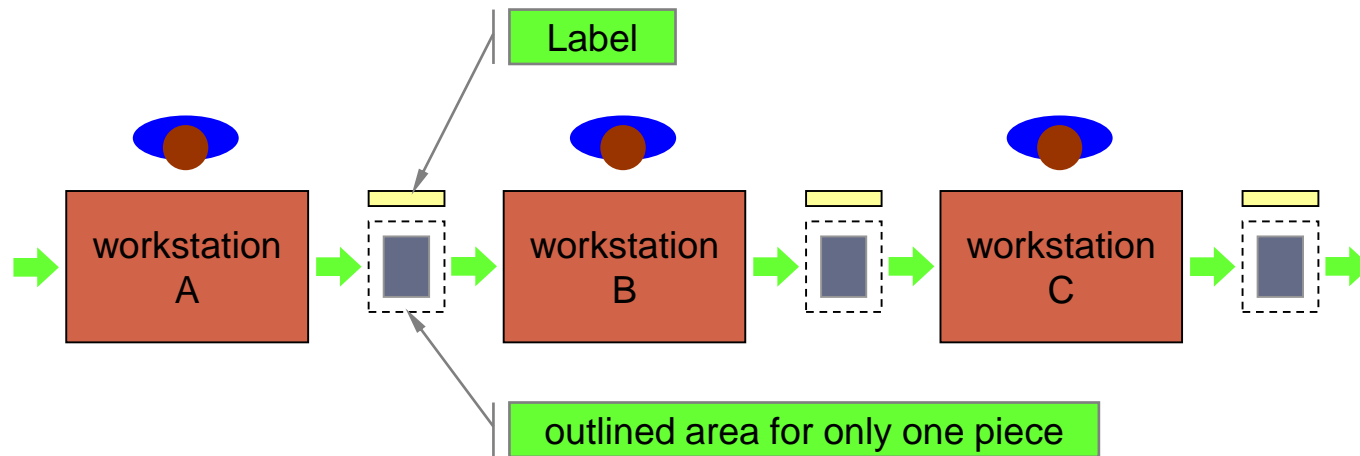 Label
workstation
A
workstation
B
workstation
C
outlined area for only one piece